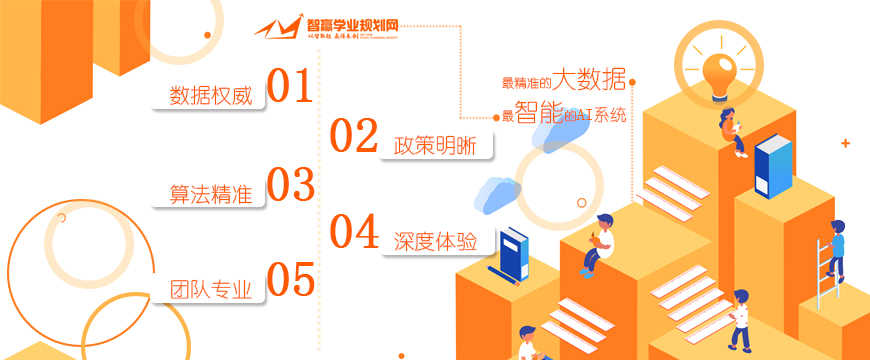 智赢学业规划网
最精准的大数据
最智能的AI系统
数据权威 01
02 政策明晰
算法精准 03
04 深度体验
团队专业 05